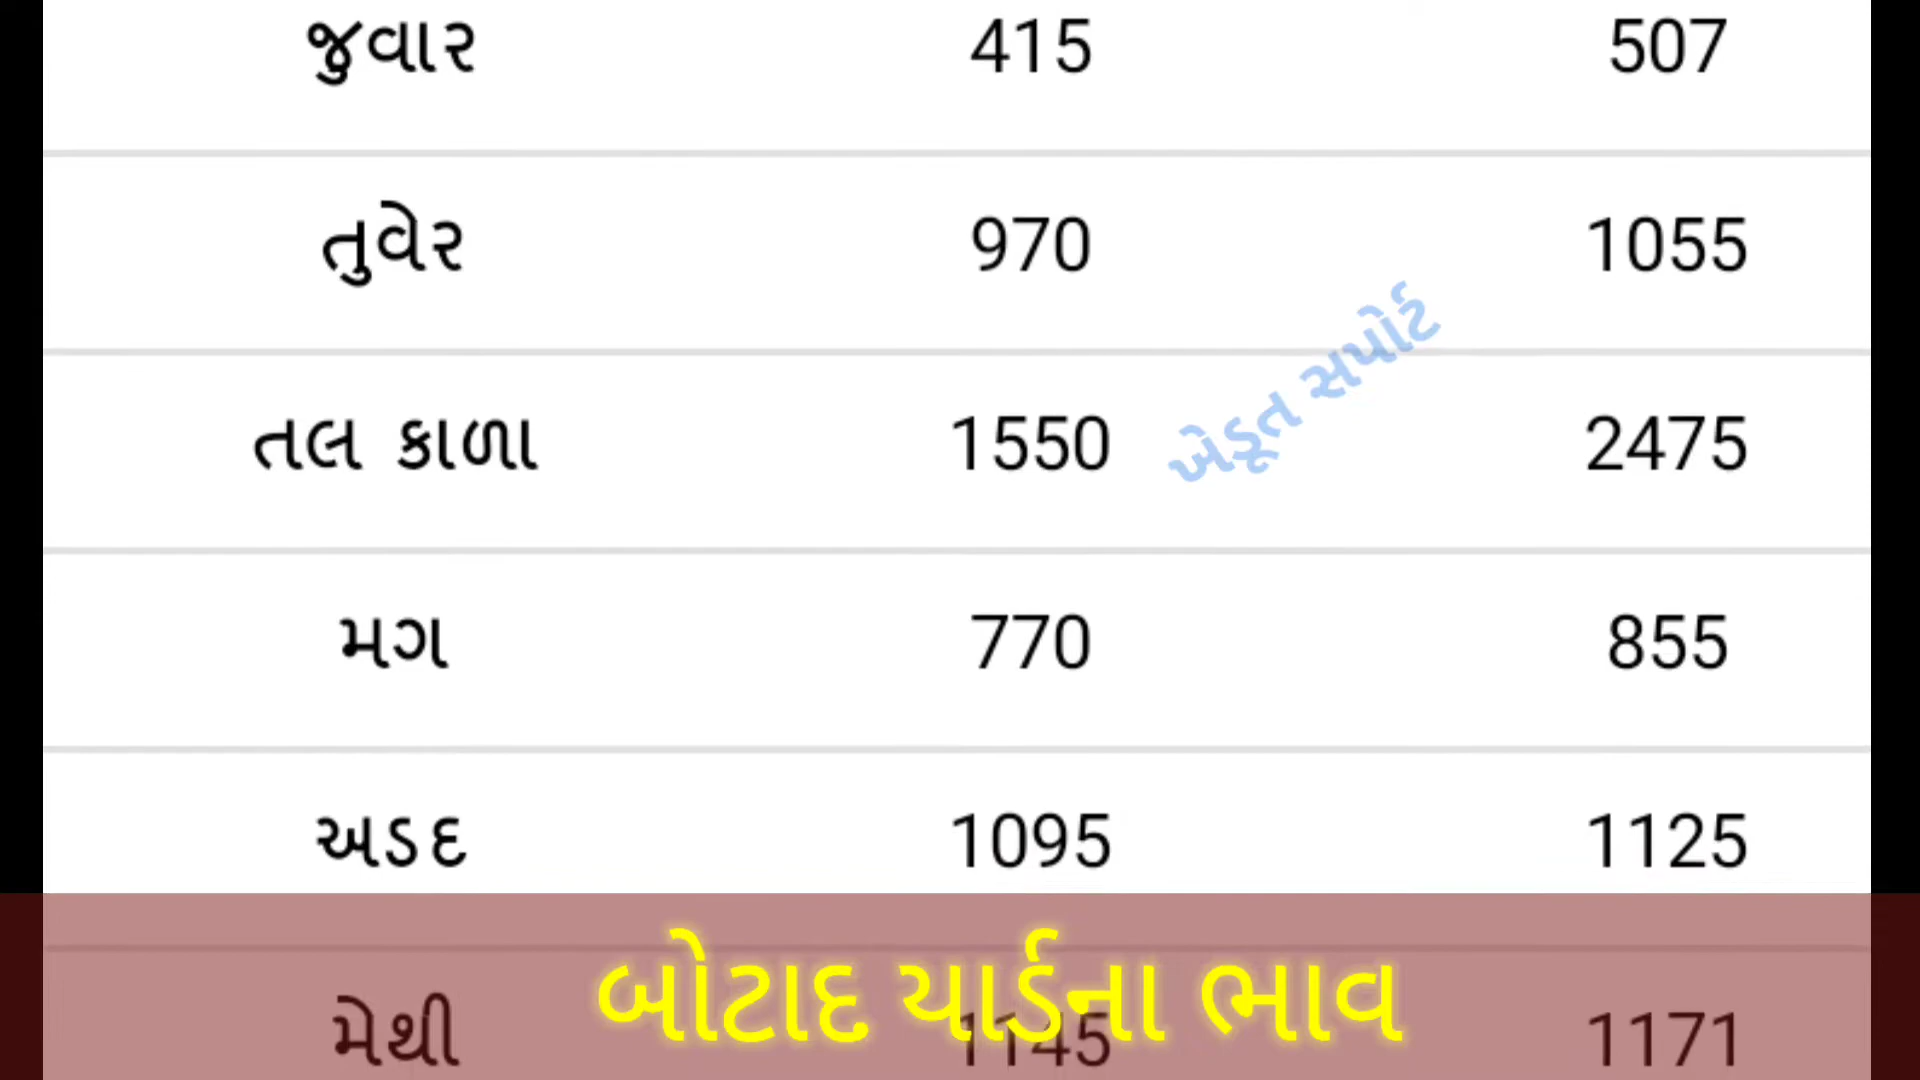 જુવાર 415 507
તુવેર 970 1055
તલ કાળા 1550 2475
ખેડૂત સપોર્ટ
મગ 770 855
અડદ 1095 1125
બોટાદ યાર્ડના ભાવ
મેથી 1145 1171